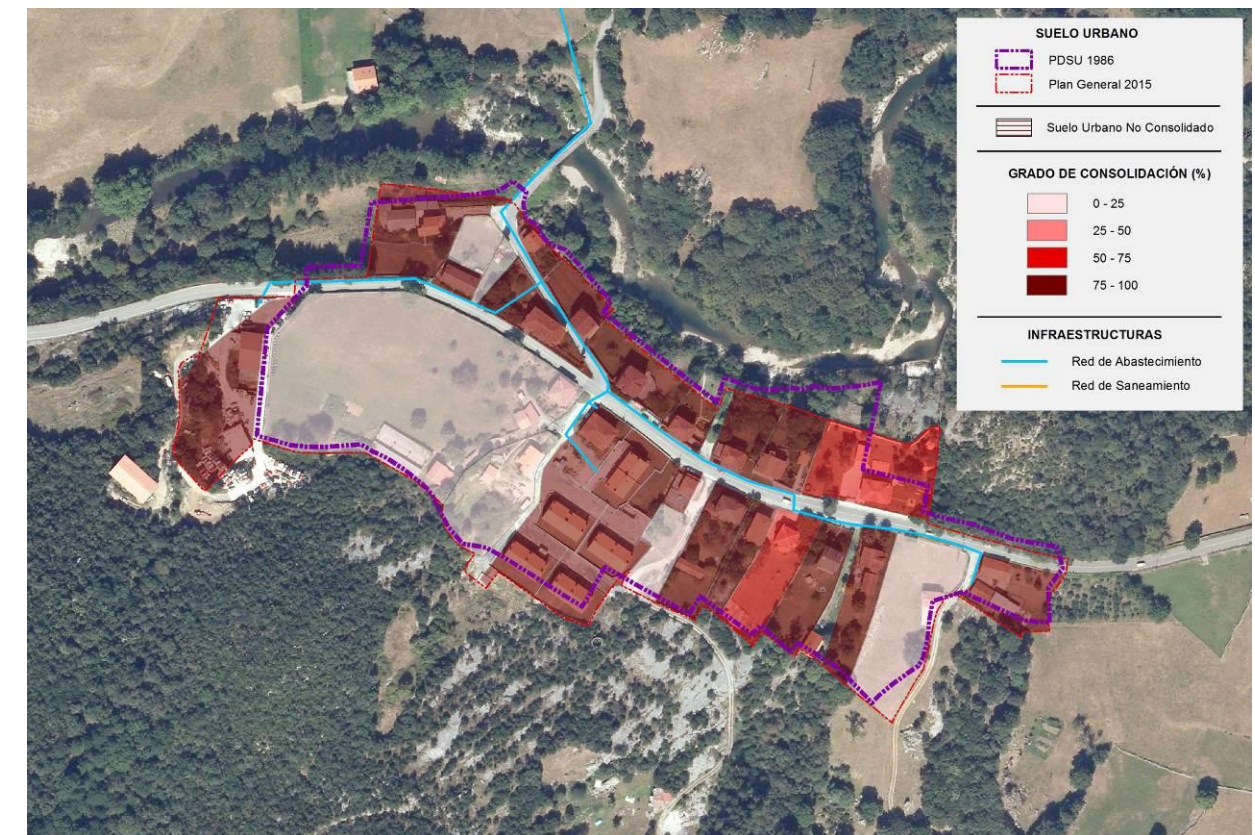 SUELO URBANO
PDSU 1986
Plan General 2015
Suelo Urbano No Consolidado
GRADO DE CONSOLIDACIÓN (%)
0 - 25
25 - 50
50 - 75
75 - 100
INFRAESTRUCTURAS
Red de Abastecimiento
Red de Saneamiento